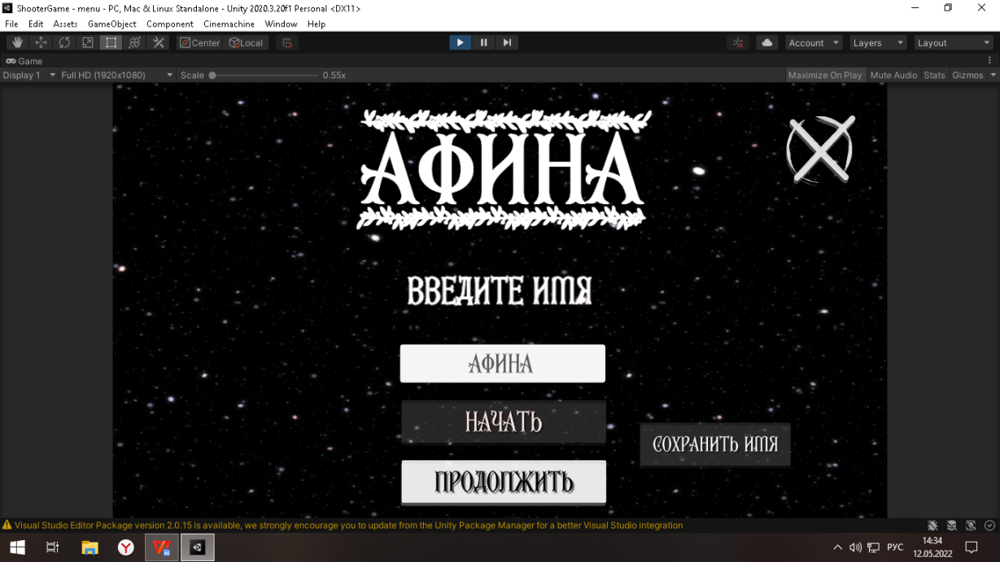 ShooterGame - menu - PC, Mac & Linux Standalone - Unity 2020.3.20f1 Personal <DX11>
File Edit Assets GameObject Component Cinemachine Window Help
Center Local Account Layers Layout
Game
Display 1 Full HD (1920x1080) Scale 0.55x Maximize On Play Mute Audio Stats Gizmos
АФИНА
ВВЕДИТЕ ИМЯ
АФИНА
НАЧАТЬ
СОХРАНИТЬ ИМЯ
ПРОДОЛЖИТЬ
Visual Studio Editor Package version 2.0.15 is available, we strongly encourage you to update from the Unity Package Manager for a better Visual Studio integration
РУС
14:34
12.05.2022